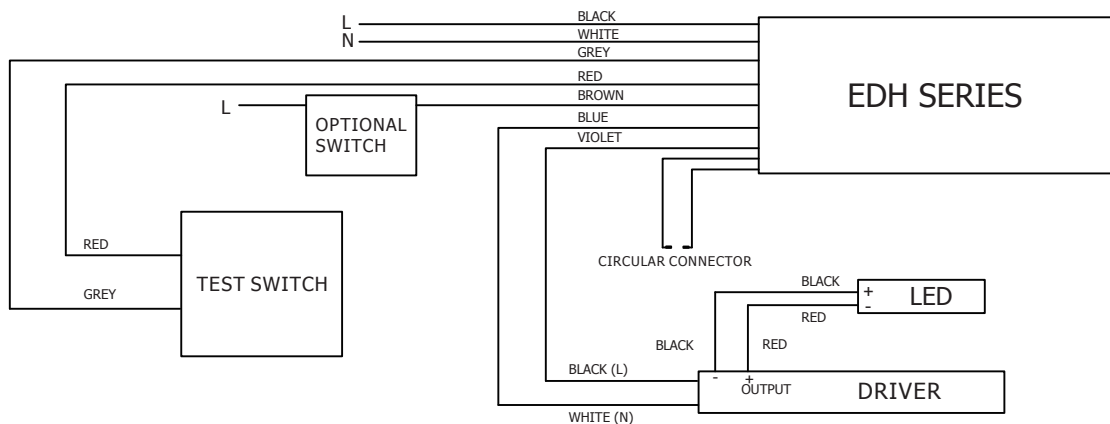 L
BLACK
N
WHITE
GREY
RED
L
BROWN
BLUE
VIOLET
EDH SERIES
OPTIONAL
SWITCH
RED
GREY
TEST SWITCH
CIRCULAR CONNECTOR
BLACK
+
-
LED
RED
BLACK
RED
BLACK (L)
-
+
OUTPUT
DRIVER
WHITE (N)